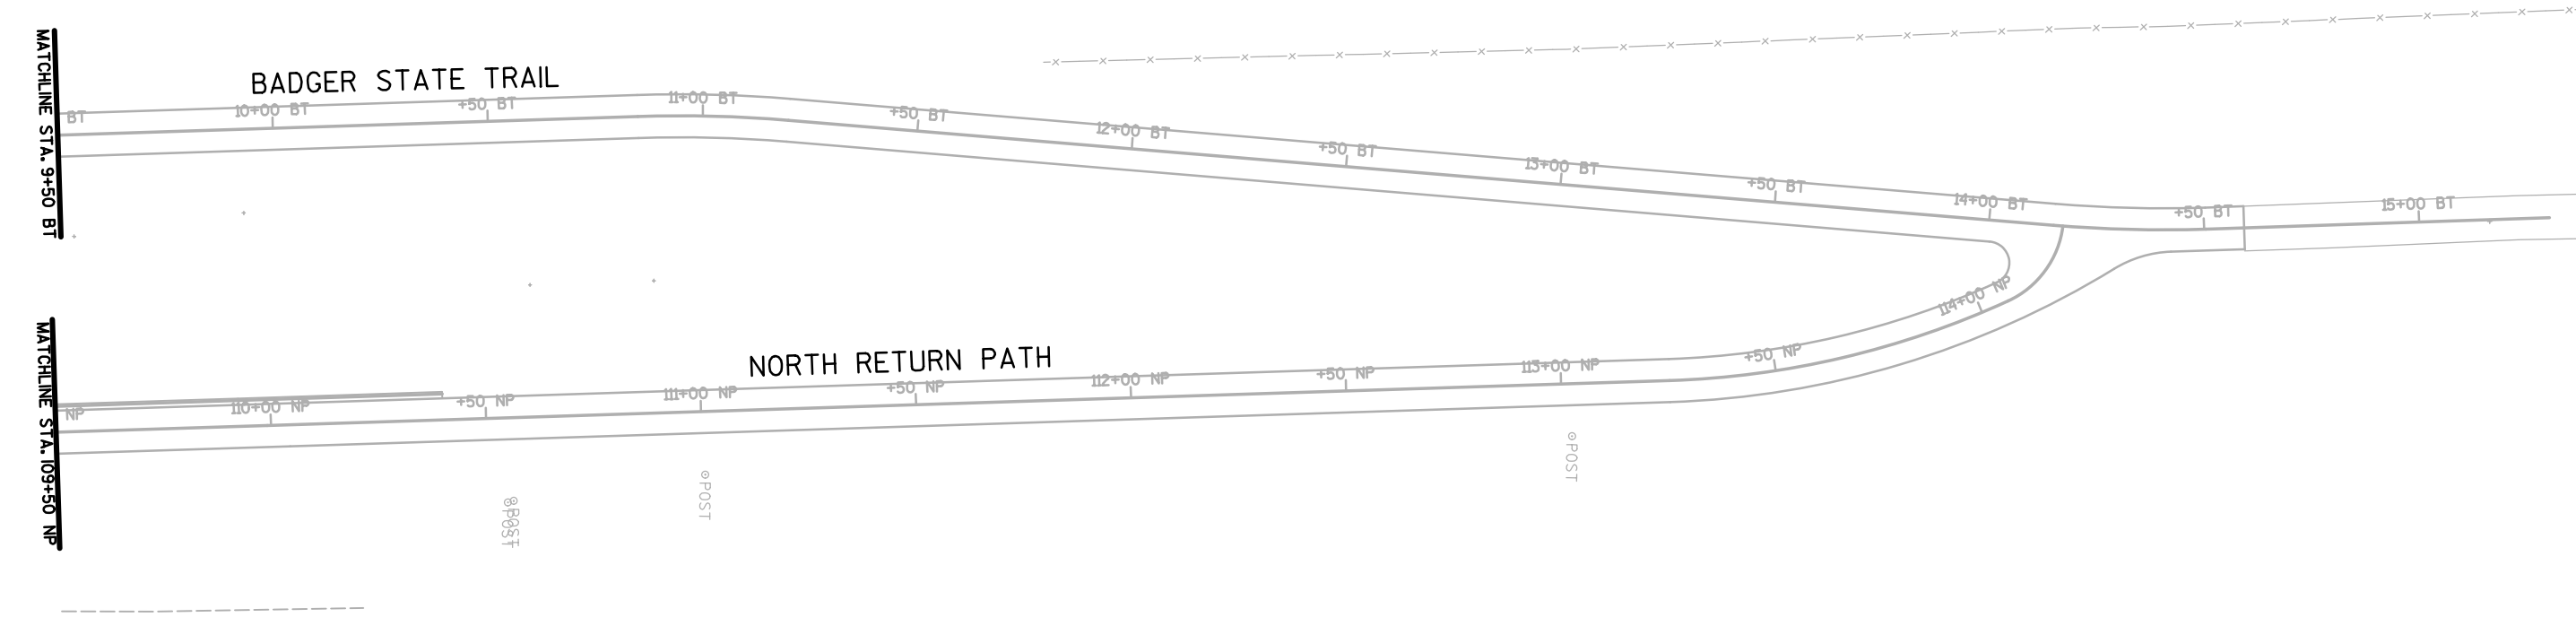 MATCHLINE STA. 9+50 BT
BADGER STATE TRAIL
BT
10+00 BT
+50 BT
11+00 BT
+50 BT
12+00 BT
+50 BT
13+00 BT
+50 BT
14+00 BT
+50 BT
15+00 BT
MATCHLINE STA. 109+50 NP
NORTH RETURN PATH
NP
110+00 NP
+50 NP
111+00 NP
+50 NP
112+00 NP
+50 NP
113+00 NP
+50 NP
114+00 NP
POST
POST
POST
POST